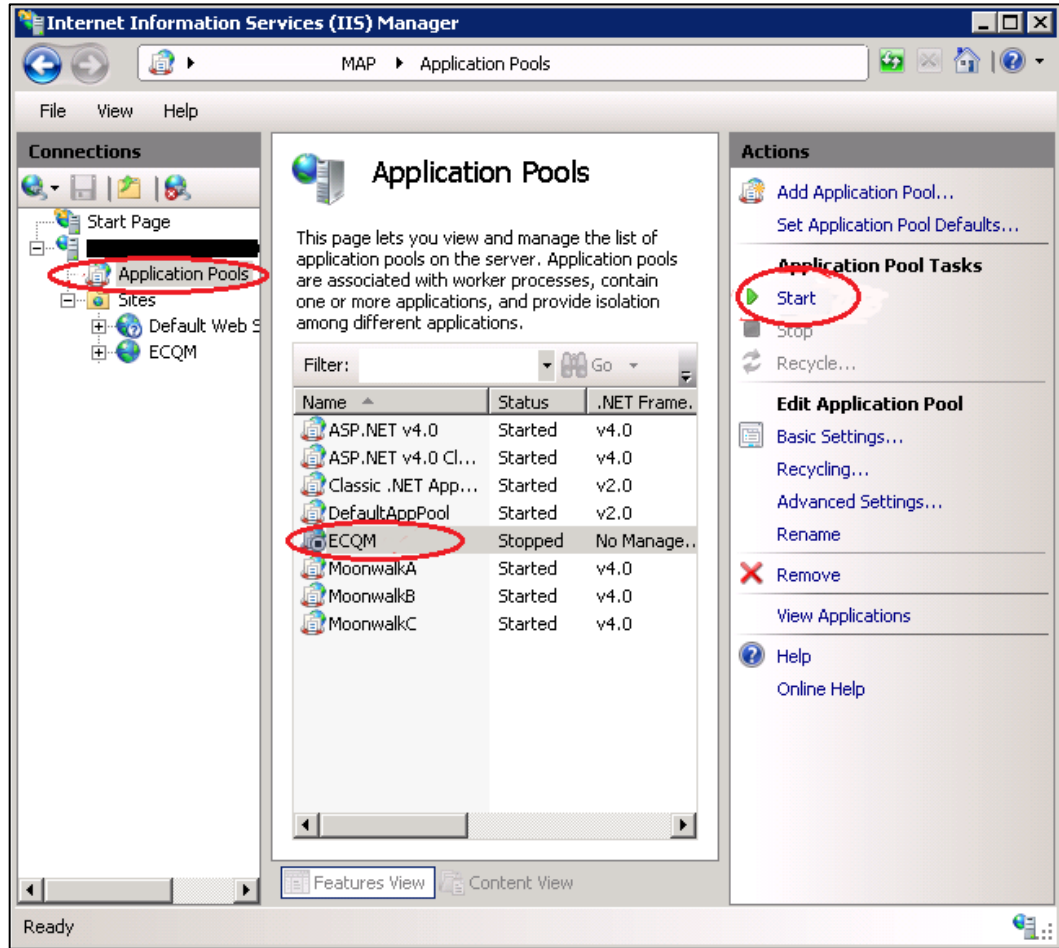 Internet Information Services (IIS) Manager
MAP Application Pools
File View Help
Connections
Start Page
Application Pools
Sites
Default Web S
ECQM
Application Pools
This page lets you view and manage the list of
application pools on the server. Application pools
are associated with worker processes, contain
one or more applications, and provide isolation
among different applications.
Filter: Go
Name Status .NET Frame.
ASP.NET v4.0 Started v4.0
ASP.NET v4.0 Cl... Started v4.0
Classic .NET App... Started v2.0
DefaultAppPool Started v2.0
ECQM Stopped No Manage..
MoonwalkA Started v4.0
MoonwalkB Started v4.0
MoonwalkC Started v4.0
Features View Content View
Actions
Add Application Pool...
Set Application Pool Defaults...
Application Pool Tasks
Start
Stop
Recycle...
Edit Application Pool
Basic Settings...
Recycling...
Advanced Settings...
Rename
Remove
View Applications
Help
Online Help
Ready